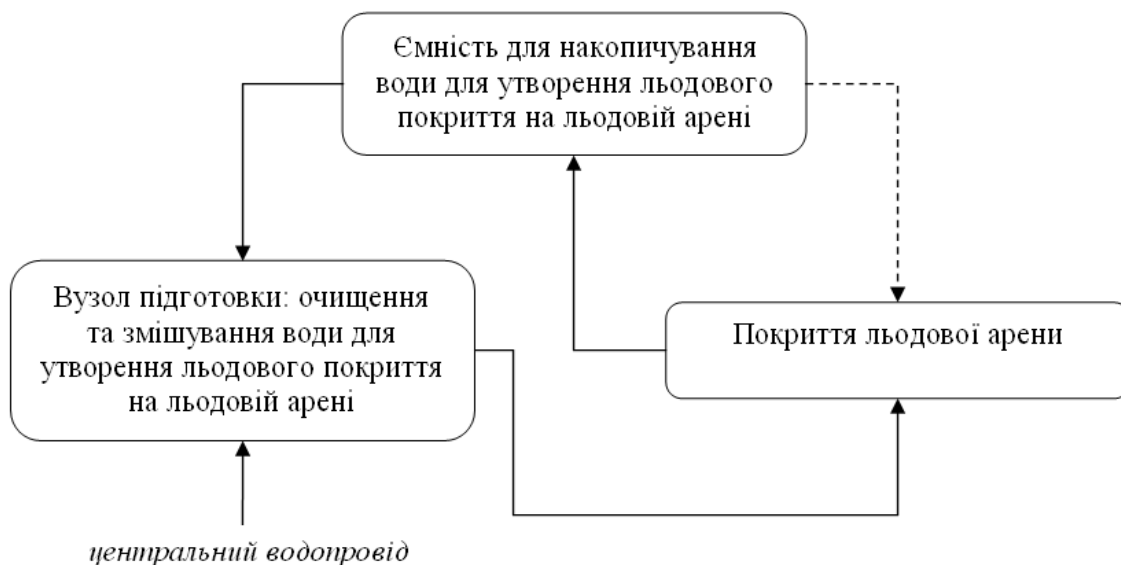 Ємність для накопичування
води для утворення льодового
покриття на льодовій арені
Вузол підготовки: очищення
та змішування води для
утворення льодового покриття
на льодовій арені
Покриття льодової арени
центральний водопровід